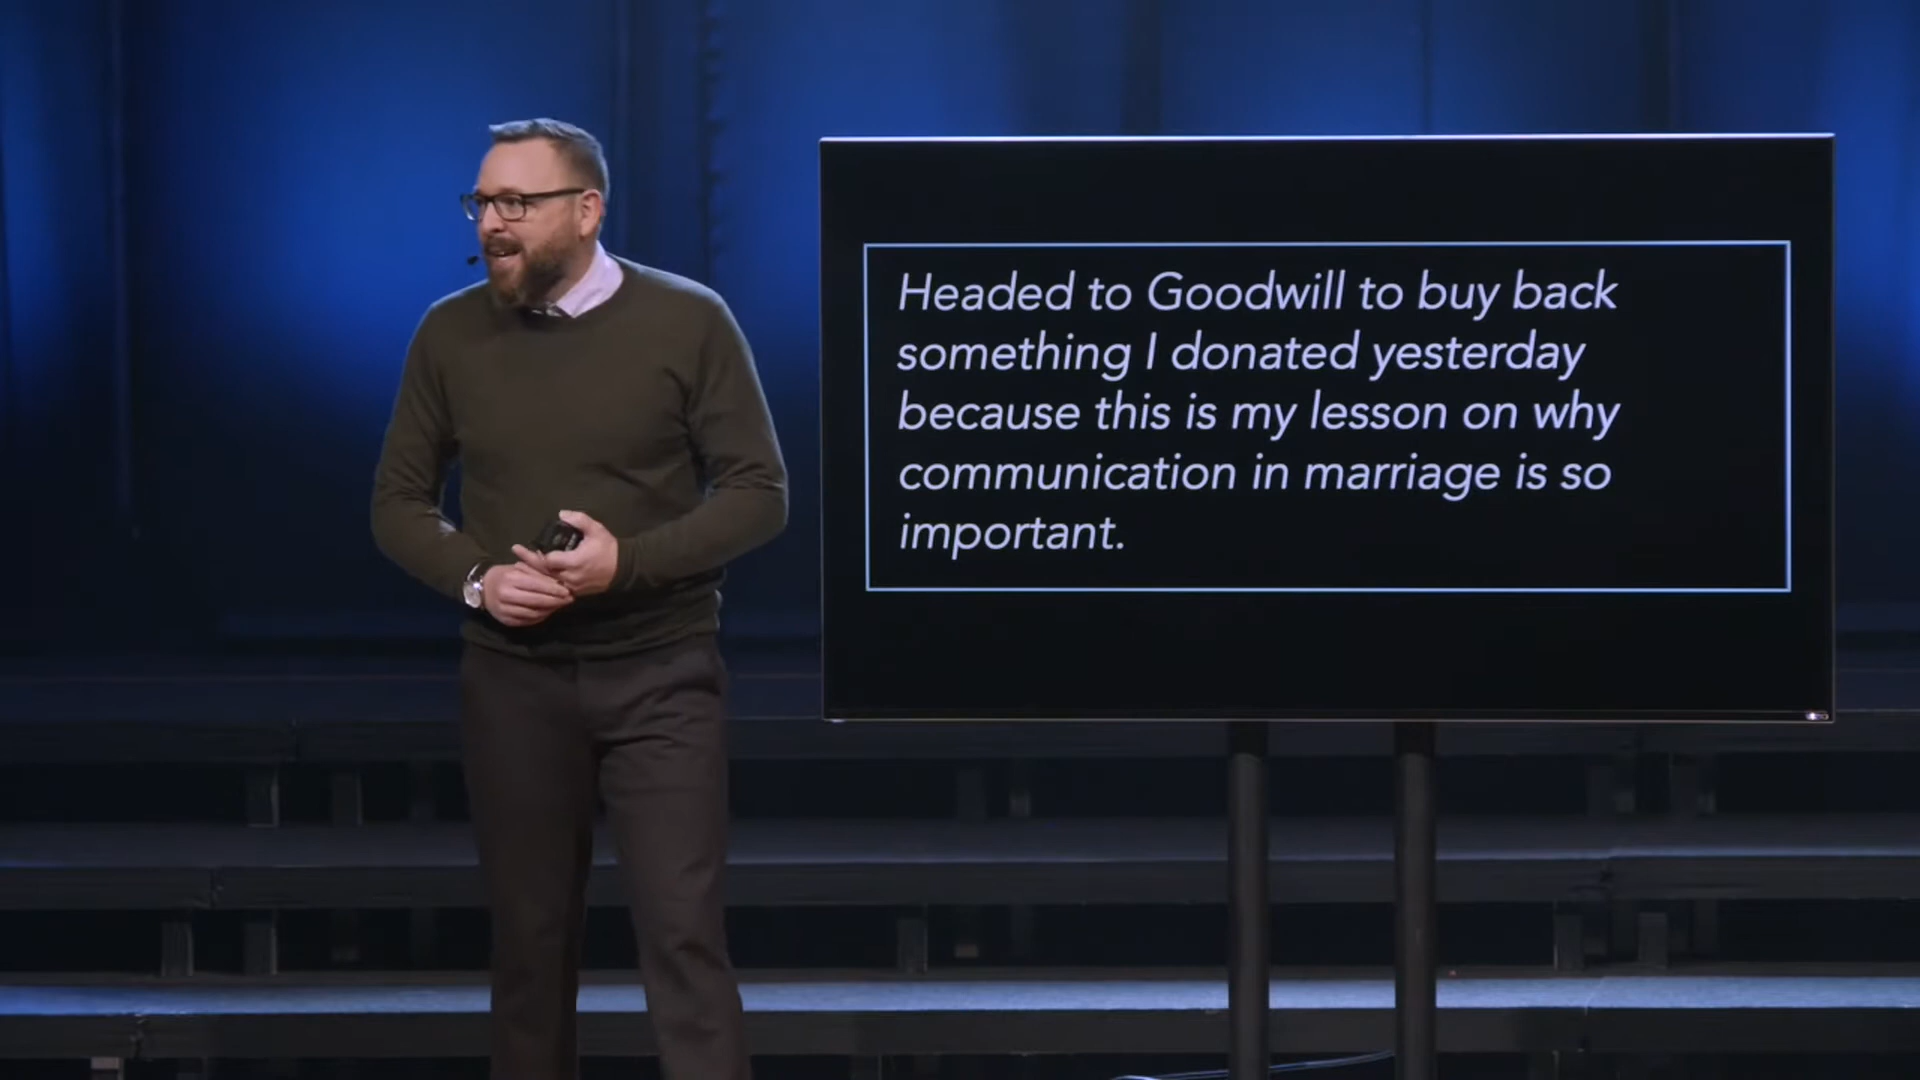 Headed to Goodwill to buy back
something I donated yesterday
because this is my lesson on why
communication in marriage is so
important.